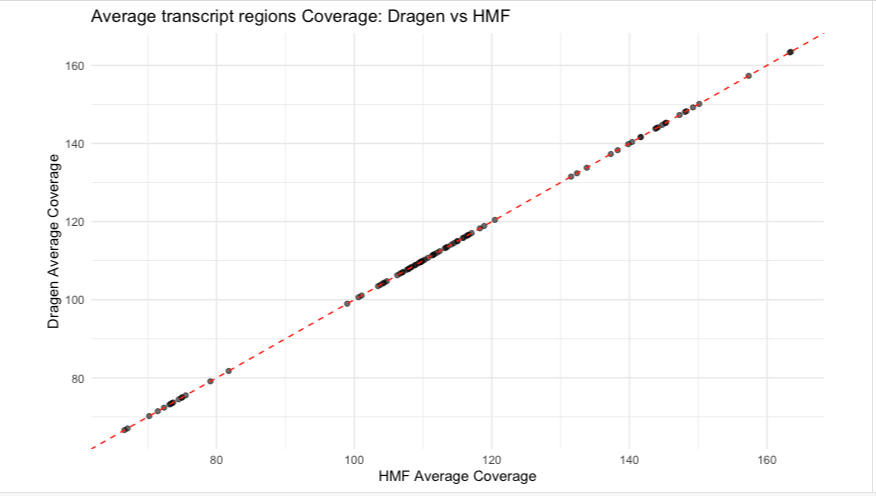 Average transcript regions Coverage: Dragen vs HMF
160
140
120
100
80
Dragen Average Coverage
80 100 120 140 160
HMF Average Coverage